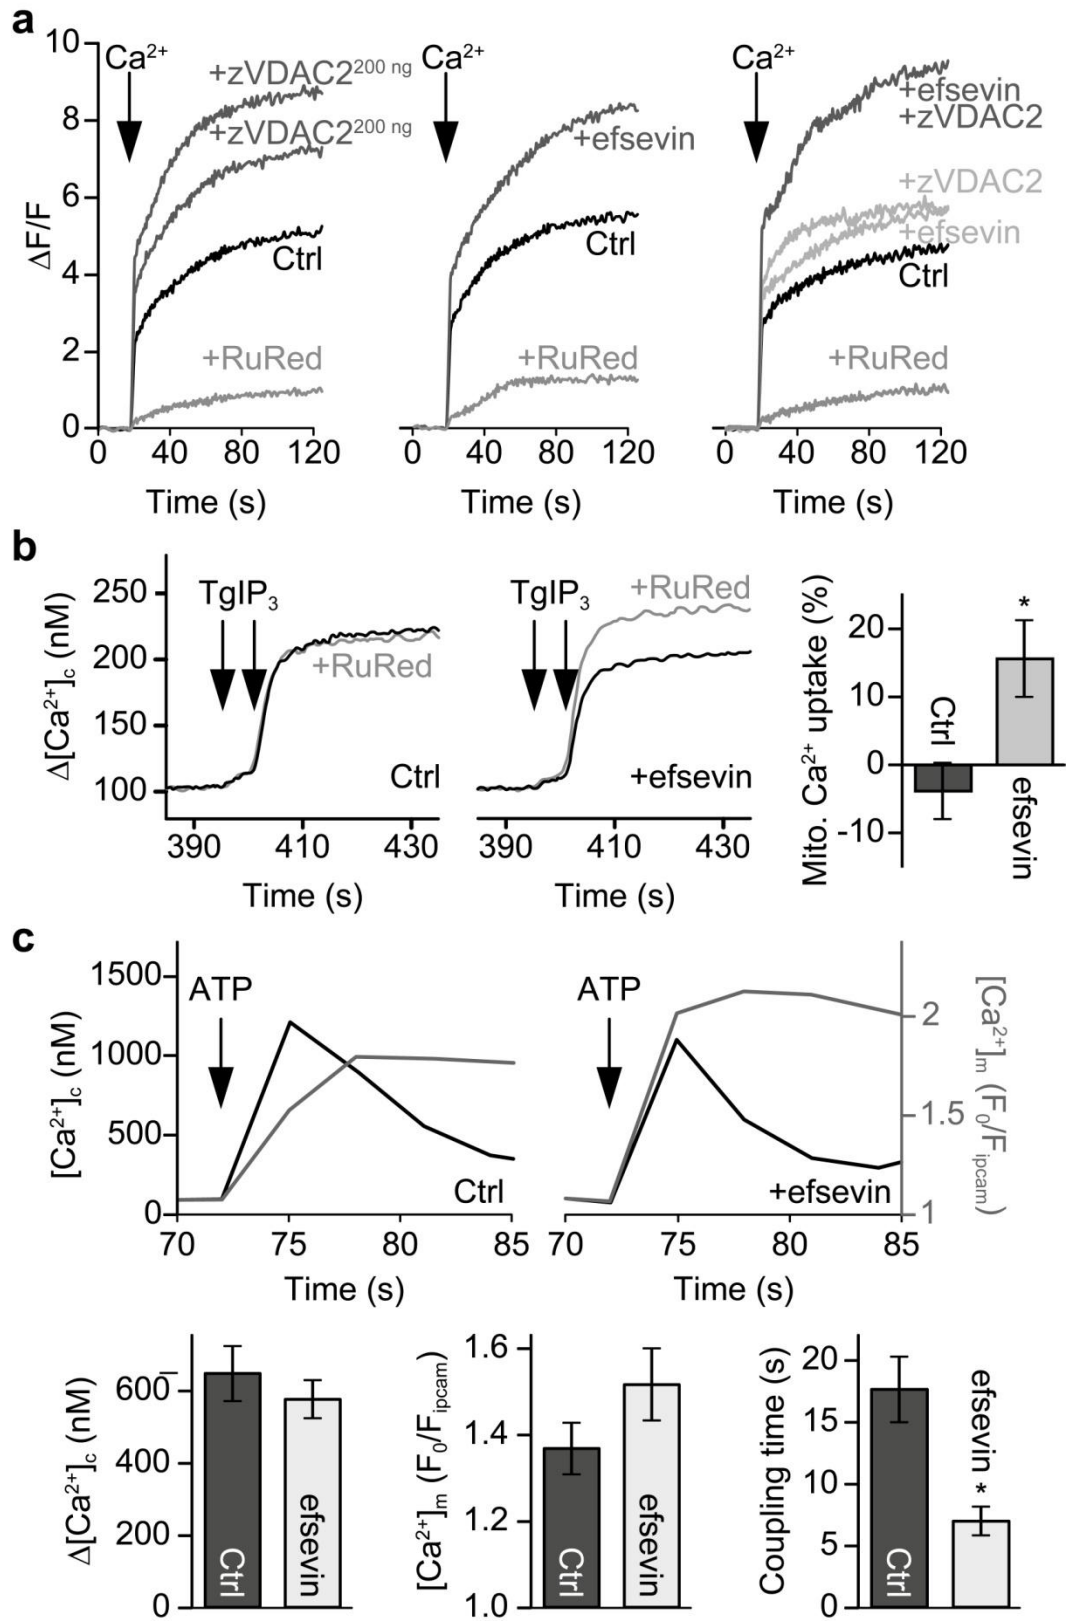 a
10
8
6
4
2
0
ΔF/F
Ca²⁺
+zVDAC2²⁰⁰ ⁿᵍ
+zVDAC2²⁰⁰ ⁿᵍ
Ctrl
+RuRed
0 40 80 120
Time (s)
Ca²⁺
+efsevin
Ctrl
+RuRed
0 40 80 120
Time (s)
Ca²⁺
+efsevin
+zVDAC2
+zVDAC2
+efsevin
Ctrl
+RuRed
0 40 80 120
Time (s)
b
250
200
150
100
Δ[Ca²⁺]c (nM)
TgIP₃
+RuRed
Ctrl
390 410 430
Time (s)
TgIP₃
+RuRed
+efsevin
390 410 430
Time (s)
Mito. Ca²⁺ uptake (%)
20
10
0
-10
Ctrl
*
efsevin
c
1500
1000
500
0
[Ca²⁺]c (nM)
ATP
Ctrl
70 75 80 85
Time (s)
ATP
+efsevin
70 75 80 85
Time (s)
2
1.5
1
[Ca²⁺]m (F₀/Fipcam)
600
400
200
0
Δ[Ca²⁺]c (nM)
Ctrl
efsevin
1.6
1.4
1.2
1.0
[Ca²⁺]m (F₀/Fipcam)
Ctrl
efsevin
20
15
10
5
0
Coupling time (s)
Ctrl
efsevin
*